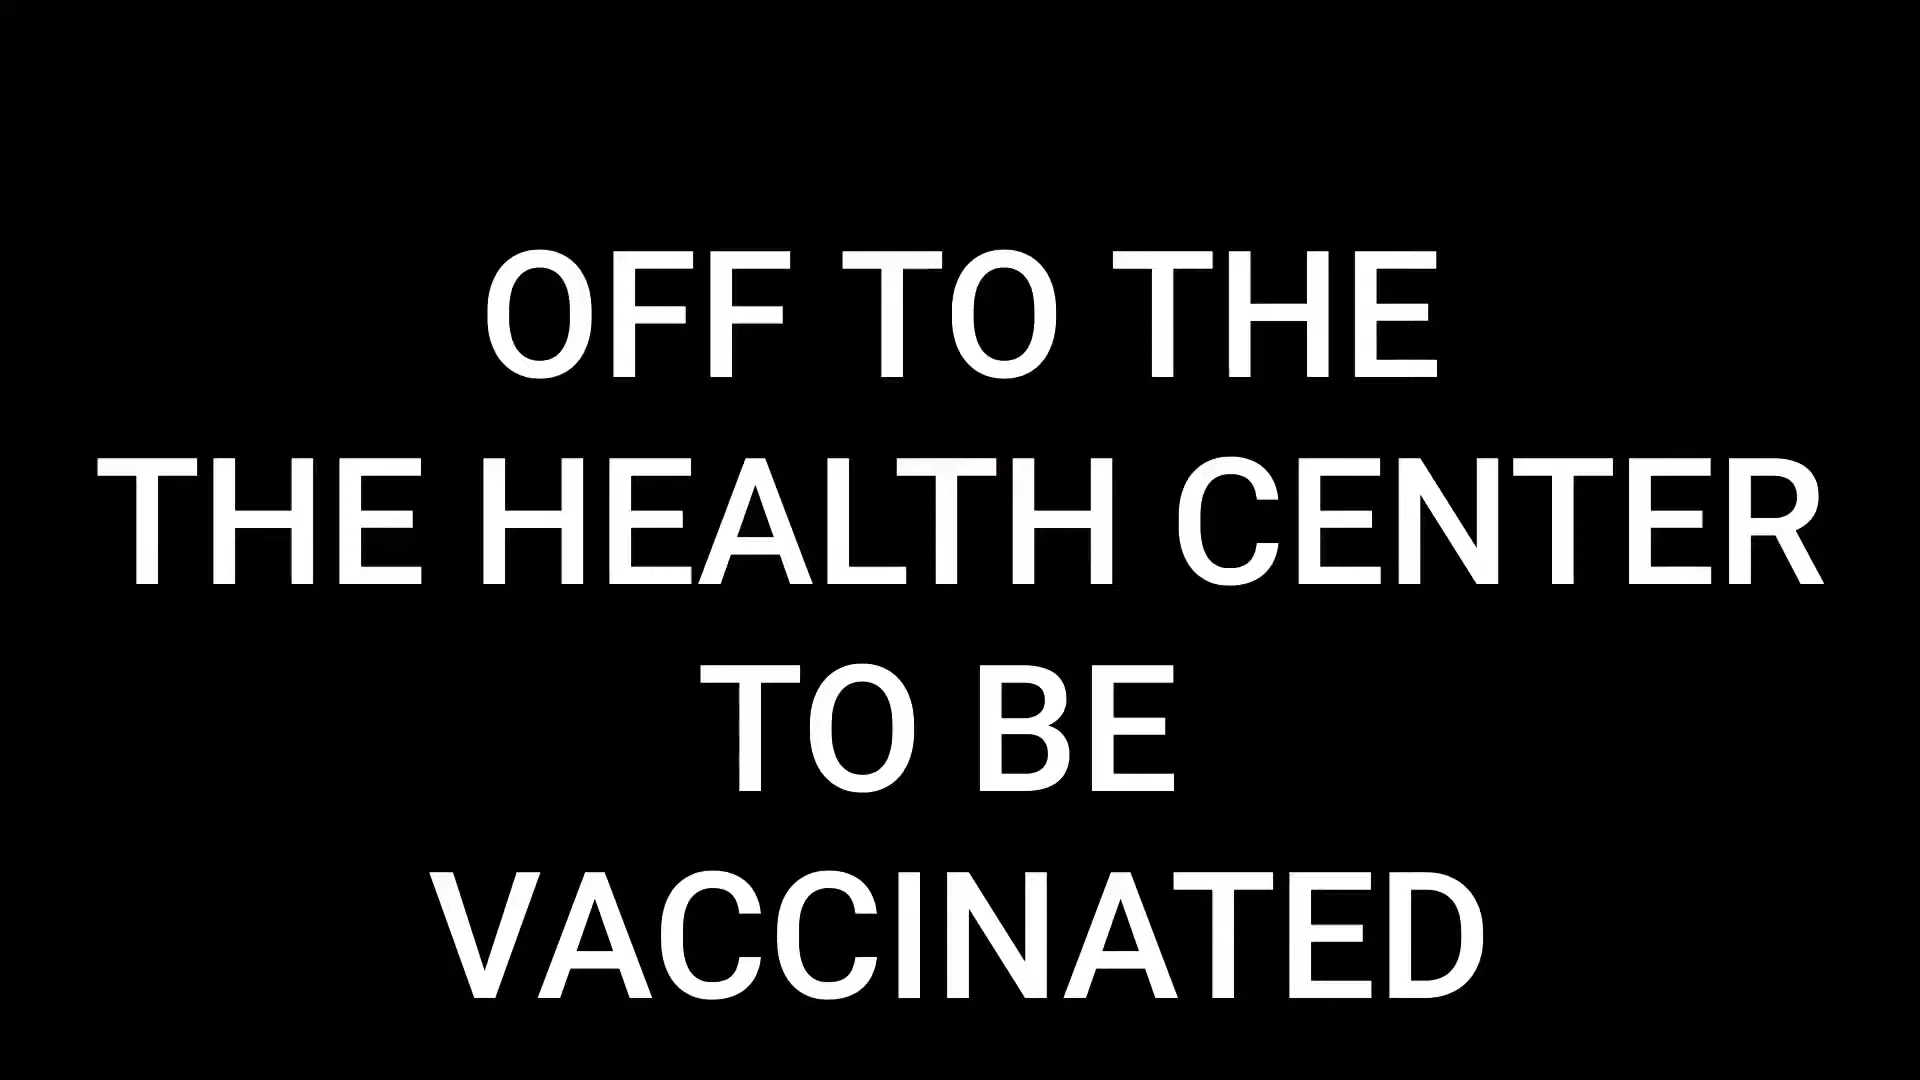 OFF TO THE
THE HEALTH CENTER
TO BE
VACCINATED